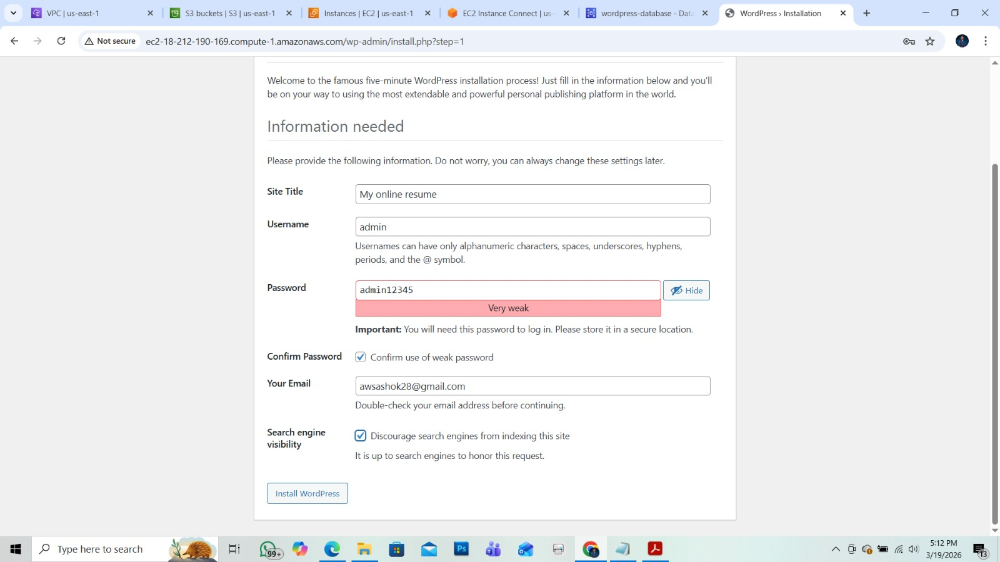 VPC | us-east-1
S3 buckets | S3 | us-east-1
Instances | EC2 | us-east-1
EC2 Instance Connect | us-
wordpress-database - Data
WordPress › Installation
Not secure
ec2-18-212-190-169.compute-1.amazonaws.com/wp-admin/install.php?step=1
Welcome to the famous five-minute WordPress installation process! Just fill in the information below and you’ll
be on your way to using the most extendable and powerful personal publishing platform in the world.
Information needed
Please provide the following information. Do not worry, you can always change these settings later.
Site Title
My online resume
Username
admin
Usernames can have only alphanumeric characters, spaces, underscores, hyphens,
periods, and the @ symbol.
Password
admin12345
Hide
Very weak
Important: You will need this password to log in. Please store it in a secure location.
Confirm Password
Confirm use of weak password
Your Email
awsashok28@gmail.com
Double-check your email address before continuing.
Search engine
visibility
Discourage search engines from indexing this site
It is up to search engines to honor this request.
Install WordPress
Type here to search
99+
Ps
5:12 PM
3/19/2026
13